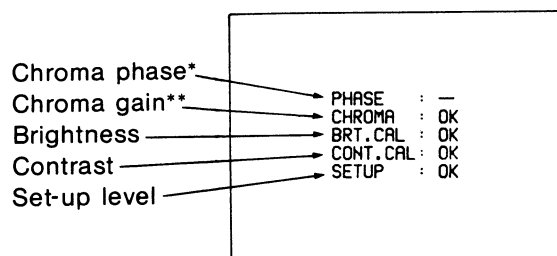 Chroma phase*
Chroma gain**
Brightness
Contrast
Set-up level
PHASE : —
CHROMA : OK
BRT.CAL : OK
CONT.CAL : OK
SETUP : OK